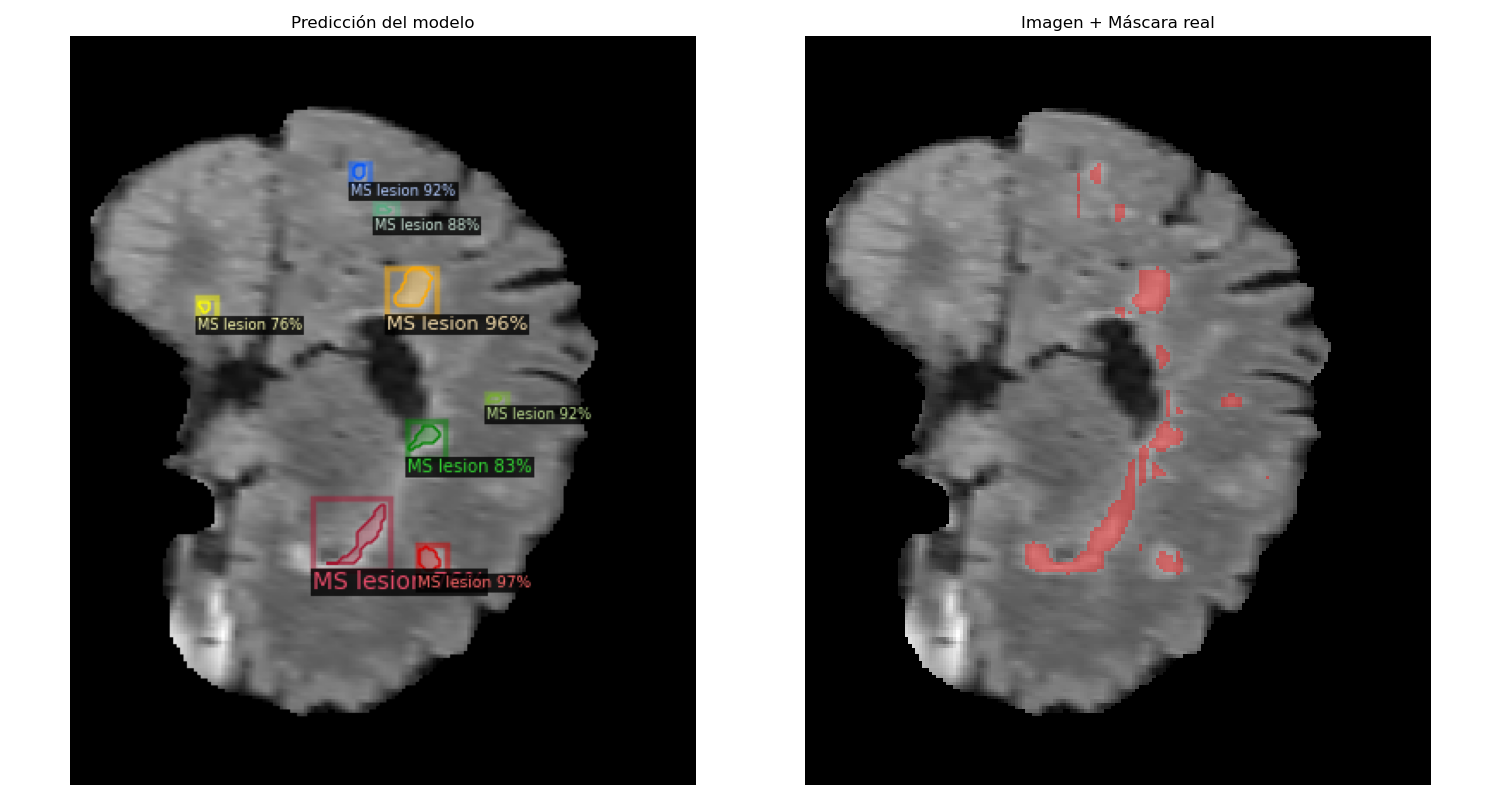 Predicción del modelo
Imagen + Máscara real
MS lesion 92%
MS lesion 88%
MS lesion 96%
MS lesion 76%
MS lesion 92%
MS lesion 83%
MS lesion 97%